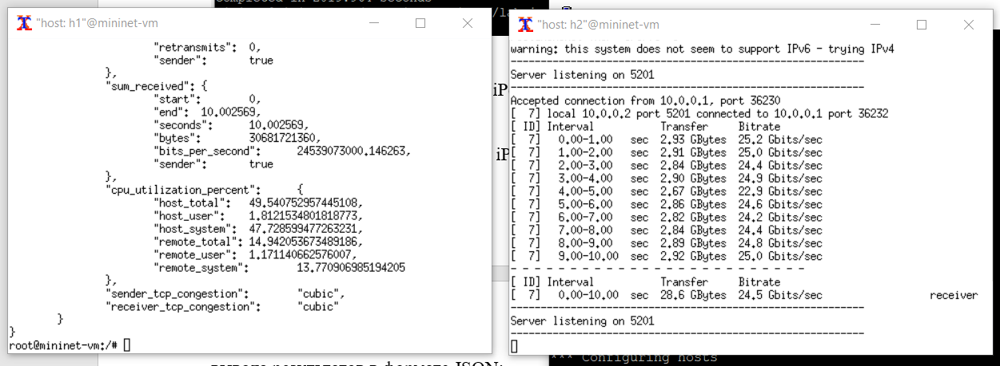 Completed in 2019.904 seconds
"host: h1"@mininet-vm
"retransmits": 0,
"sender": true
},
"sum_received": {
"start": 0,
"end": 10.002569,
"seconds": 10.002569,
"bytes": 30681721360,
"bits_per_second": 24539073000.146263,
"sender": true
},
"cpu_utilization_percent": {
"host_total": 49.540752957445108,
"host_user": 1.8121534801818773,
"host_system": 47.728599477263231,
"remote_total": 14.942053673489186,
"remote_user": 1.171140662576007,
"remote_system": 13.770906985194205
},
"sender_tcp_congestion": "cubic",
"receiver_tcp_congestion": "cubic"
}
}
root@mininet-vm:/#
iP
iP
"host: h2"@mininet-vm
warning: this system does not seem to support IPv6 - trying IPv4
-----------------------------------------------------------
Server listening on 5201
-----------------------------------------------------------
Accepted connection from 10.0.0.1, port 36230
[ 7] local 10.0.0.2 port 5201 connected to 10.0.0.1 port 36232
[ ID] Interval Transfer Bitrate
[ 7] 0.00-1.00 sec 2.93 GBytes 25.2 Gbits/sec
[ 7] 1.00-2.00 sec 2.91 GBytes 25.0 Gbits/sec
[ 7] 2.00-3.00 sec 2.84 GBytes 24.4 Gbits/sec
[ 7] 3.00-4.00 sec 2.90 GBytes 24.9 Gbits/sec
[ 7] 4.00-5.00 sec 2.67 GBytes 22.9 Gbits/sec
[ 7] 5.00-6.00 sec 2.86 GBytes 24.6 Gbits/sec
[ 7] 6.00-7.00 sec 2.82 GBytes 24.2 Gbits/sec
[ 7] 7.00-8.00 sec 2.84 GBytes 24.4 Gbits/sec
[ 7] 8.00-9.00 sec 2.89 GBytes 24.8 Gbits/sec
[ 7] 9.00-10.00 sec 2.92 GBytes 25.0 Gbits/sec
- - - - - - - - - - - - - - - - - - - - - - - - -
[ ID] Interval Transfer Bitrate
[ 7] 0.00-10.00 sec 28.6 GBytes 24.5 Gbits/sec receiver
-----------------------------------------------------------
Server listening on 5201
-----------------------------------------------------------
*** Configuring hosts
вывода результатов в формате JSON: